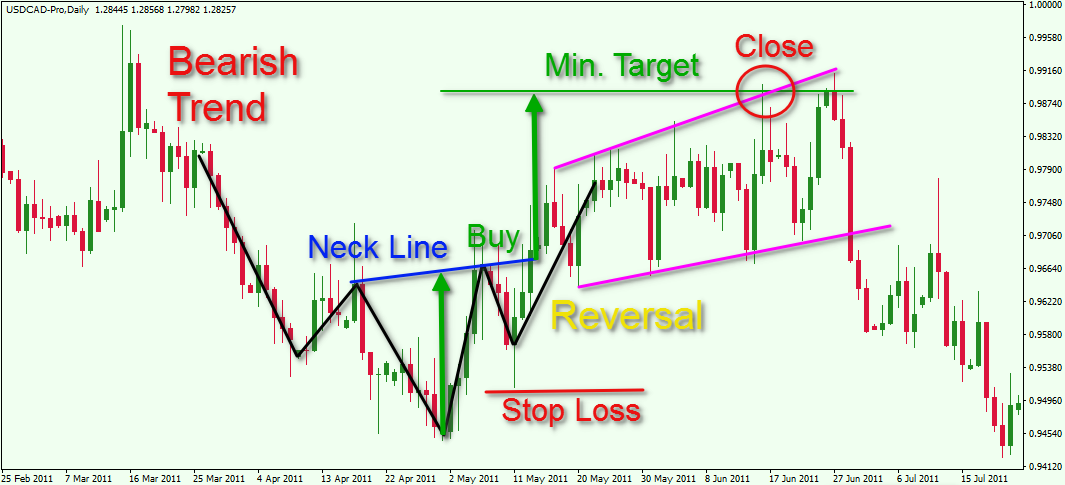 USDCAD-Pro,Daily 1.28445 1.28568 1.27982 1.28257
Bearish
Trend
Neck Line
Buy
Min. Target
Close
Reversal
Stop Loss
1.00000
0.99580
0.99160
0.98740
0.98320
0.97900
0.97480
0.97060
0.96640
0.96220
0.95800
0.95380
0.94960
0.94540
0.94120
25 Feb 2011 7 Mar 2011 16 Mar 2011 25 Mar 2011 4 Apr 2011 13 Apr 2011 22 Apr 2011 2 May 2011 11 May 2011 20 May 2011 30 May 2011 8 Jun 2011 17 Jun 2011 27 Jun 2011 6 Jul 2011 15 Jul 2011